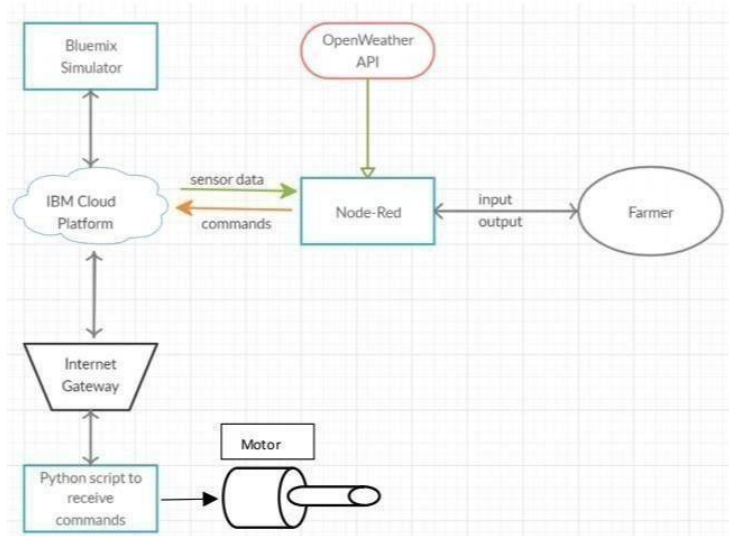 Bluemix
Simulator
OpenWeather
API
sensor data
IBM Cloud
Platform
commands
Node-Red
input
output
Farmer
Internet
Gateway
Motor
Python script to
receive
commands